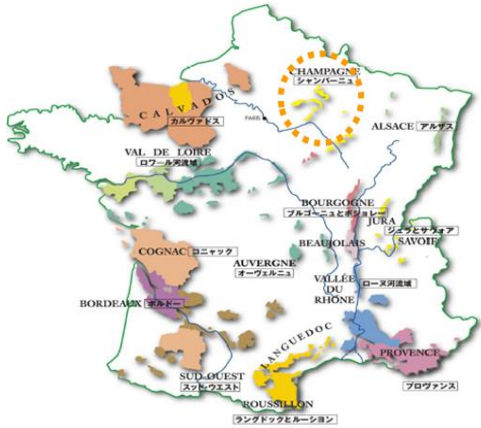 CHAMPAGNE
シャンパーニュ
CALVADOS
カルヴァドス
PARIS
ALSACE アルザス
VAL DE LOIRE
ロワール河流域
BOURGOGNE
ブルゴーニュとボジョレー
JURA
ジュラとサヴォア
SAVOIE
BEAUJOLAIS
COGNAC コニャック
AUVERGNE
オーヴェルニュ
VALLÉE
DU
RHÔNE
ローヌ河流域
BORDEAUX ボルドー
LANGUEDOC
PROVENCE
プロヴァンス
SUD OUEST
スッド・ウエスト
ROUSSILLON
ラングドックとルーション